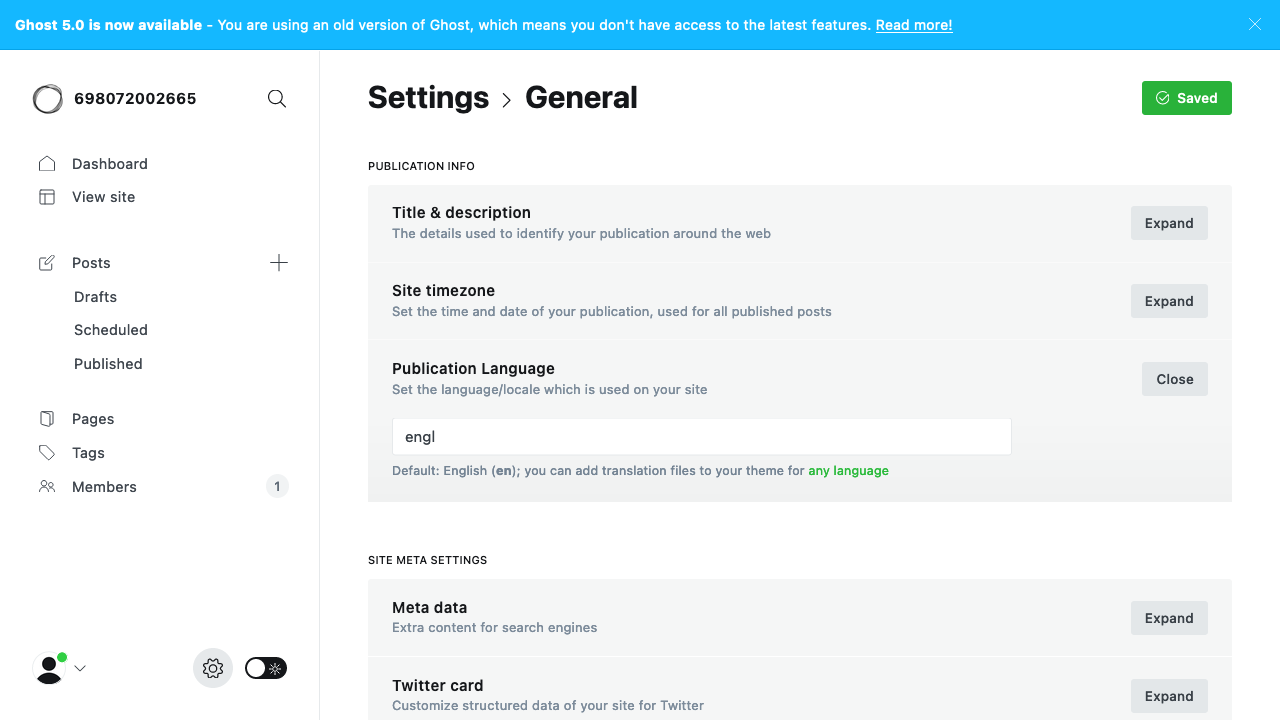 Ghost 5.0 is now available - You are using an old version of Ghost, which means you don't have access to the latest features. Read more!
698072002665
Dashboard
View site
Posts
Drafts
Scheduled
Published
Pages
Tags
Members 1
Settings > General
Saved
PUBLICATION INFO
Title & description
The details used to identify your publication around the web
Expand
Site timezone
Set the time and date of your publication, used for all published posts
Expand
Publication Language
Set the language/locale which is used on your site
Close
engl
Default: English (en); you can add translation files to your theme for any language
SITE META SETTINGS
Meta data
Extra content for search engines
Expand
Twitter card
Customize structured data of your site for Twitter
Expand